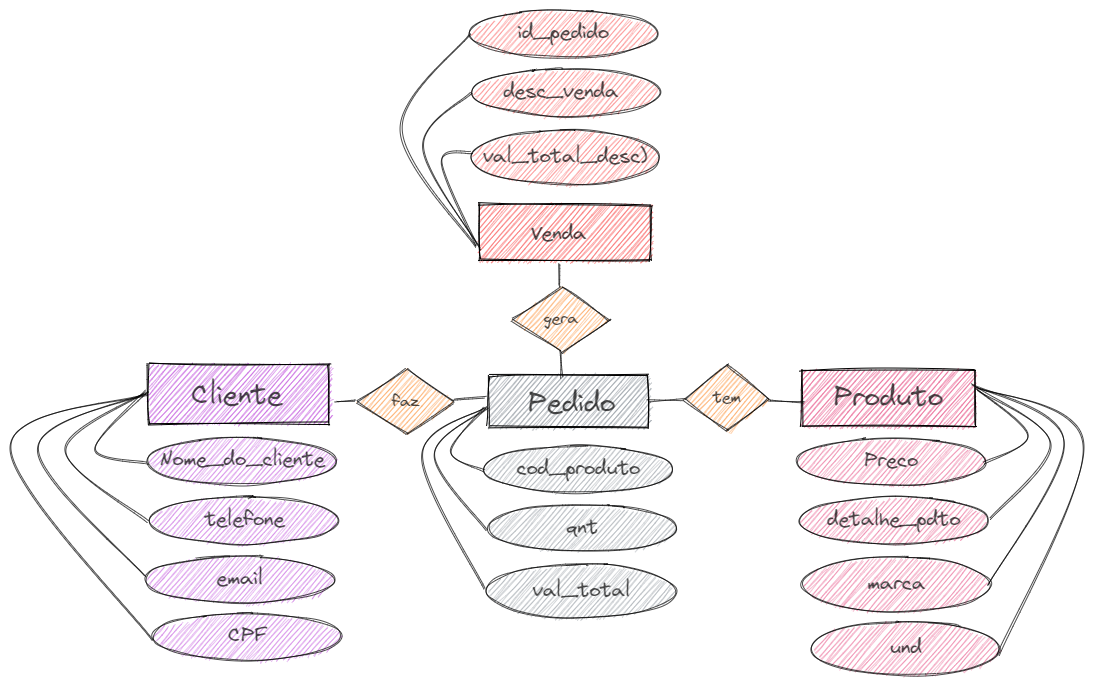 id_pedido
desc_venda
val_total_desc)
Venda
gera
Cliente
faz
Pedido
tem
Produto
Nome_do_cliente
cod_produto
Preco
telefone
qnt
detalhe_pdto
email
val_total
marca
CPF
und